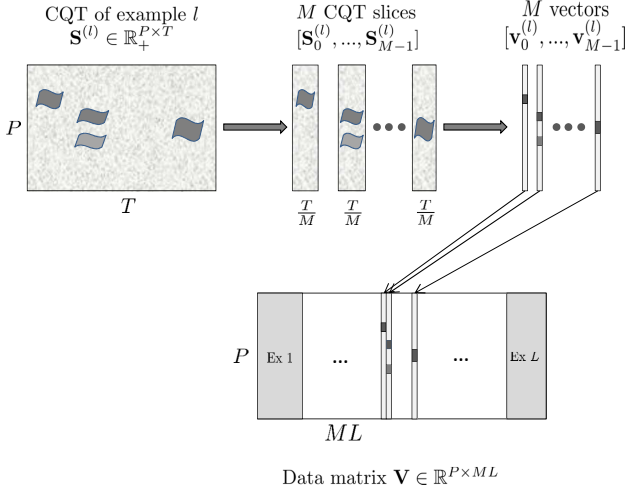 CQT of example l
S^(l) ∈ ℝ_+^{P×T}
M CQT slices
[S_0^(l), ..., S_{M-1}^(l)]
M vectors
[v_0^(l), ..., v_{M-1}^(l)]
P
T
T/M
T/M
T/M
P
Ex 1
...
...
Ex L
ML
Data matrix V ∈ ℝ^{P×ML}